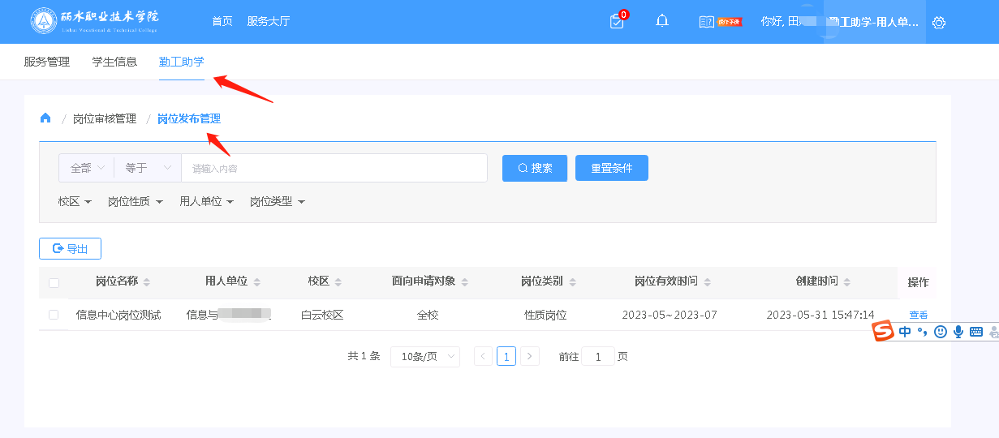 丽水职业技术学院
Lishui Vocational & Technical College
首页 服务大厅
0
操作手册
你好, 田
勤工助学-用人单...
服务管理 学生信息 勤工助学
/ 岗位审核管理 / 岗位发布管理
全部 等于 请输入内容 搜索 重置条件
校区 岗位性质 用人单位 岗位类型
导出
岗位名称 用人单位 校区 面向申请对象 岗位类别 岗位有效时间 创建时间 操作
信息中心岗位测试 信息与 白云校区 全校 性质岗位 2023-05~2023-07 2023-05-31 15:47:14 查看
S 中 °,
共 1 条 10条/页 1 前往 1 页